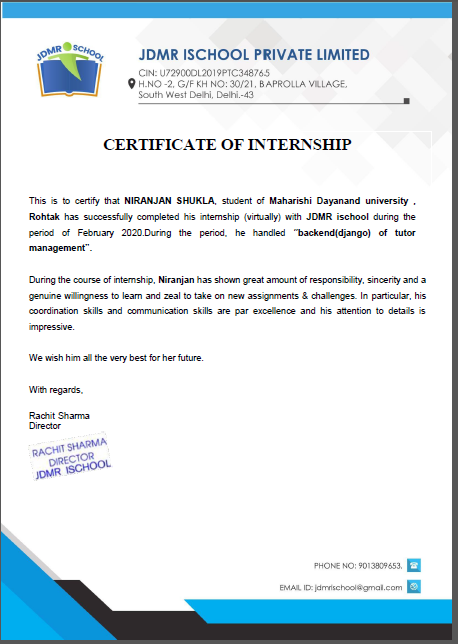 JDMR ISCHOOL
JDMR ISCHOOL PRIVATE LIMITED
CIN: U72900DL2019PTC348765
H.NO -2, G/F KH NO: 30/21, BAPROLLA VILLAGE,
South West Delhi, Delhi.-43
CERTIFICATE OF INTERNSHIP
This is to certify that NIRANJAN SHUKLA, student of Maharishi Dayanand university ,
Rohtak has successfully completed his internship (virtually) with JDMR ischool during the
period of February 2020.During the period, he handled "backend(django) of tutor
management".
During the course of internship, Niranjan has shown great amount of responsibility, sincerity and a
genuine willingness to learn and zeal to take on new assignments & challenges. In particular, his
coordination skills and communication skills are par excellence and his attention to details is
impressive.
We wish him all the very best for her future.
With regards,
Rachit Sharma
Director
RACHIT SHARMA
DIRECTOR
JDMR ISCHOOL
PHONE NO: 9013809653.
EMAIL ID: jdmrischool@gmail.com